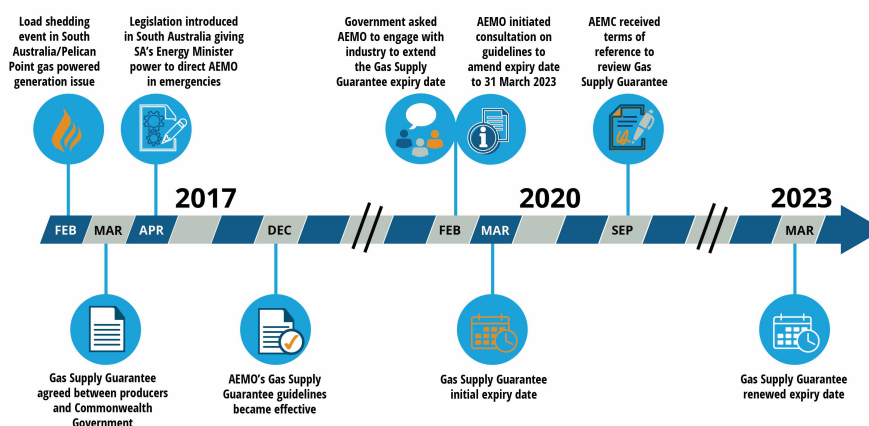 Load shedding
event in South
Australia/Pelican
Point gas powered
generation issue
Legislation introduced
in South Australia giving
SA's Energy Minister
power to direct AEMO
in emergencies
Government asked
AEMO to engage with
industry to extend
the Gas Supply
Guarantee expiry date
AEMO initiated
consultation on
guidelines to
amend expiry date
to 31 March 2023
AEMC received
terms of
reference to
review Gas
Supply Guarantee
2017
2020
2023
FEB
MAR
APR
DEC
FEB
MAR
SEP
MAR
Gas Supply Guarantee
agreed between producers
and Commonwealth
Government
AEMO's Gas Supply
Guarantee guidelines
became effective
Gas Supply Guarantee
initial expiry date
Gas Supply Guarantee
renewed expiry date